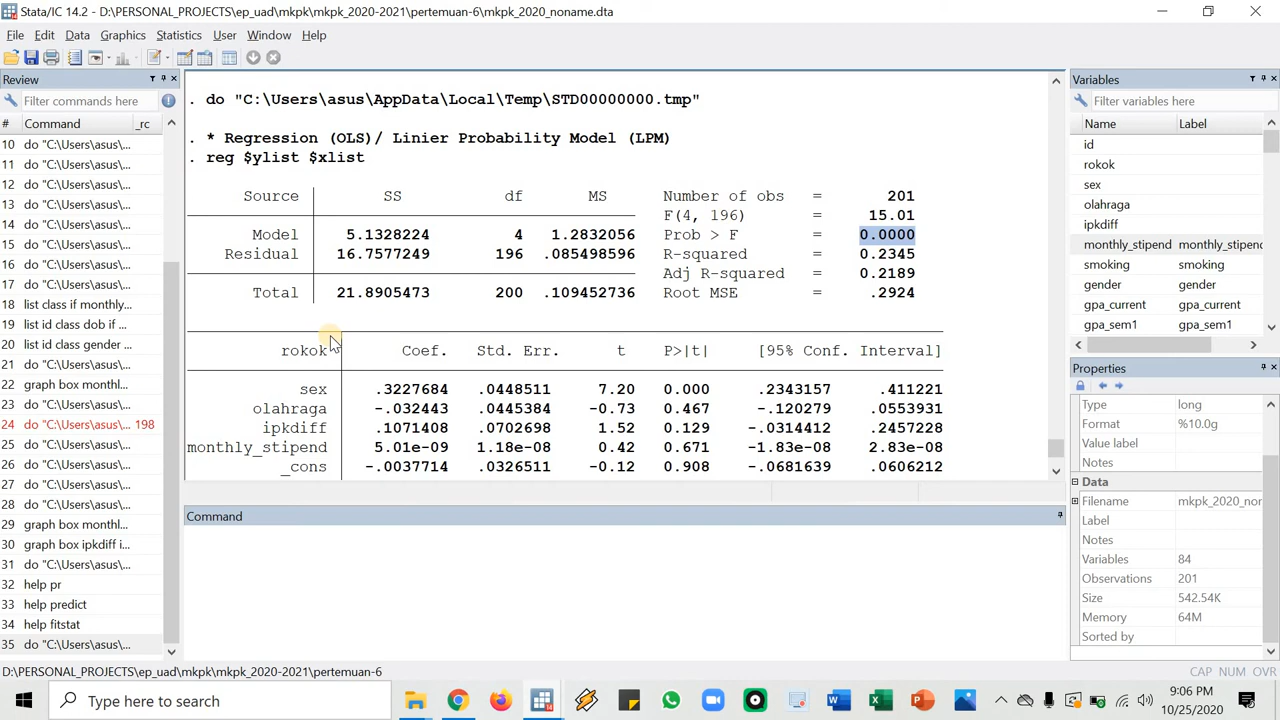 Stata/IC 14.2 - D:\PERSONAL_PROJECTS\ep_uad\mkpk\mkpk_2020-2021\pertemuan-6\mkpk_2020_noname.dta
File Edit Data Graphics Statistics User Window Help
Review
Filter commands here
# Command _rc
10 do "C:\Users\asus\...
11 do "C:\Users\asus\...
12 do "C:\Users\asus\...
13 do "C:\Users\asus\...
14 do "C:\Users\asus\...
15 do "C:\Users\asus\...
16 do "C:\Users\asus\...
17 do "C:\Users\asus\...
18 list class if monthly...
19 list id class dob if ...
20 list id class gender ...
21 do "C:\Users\asus\...
22 graph box monthl...
23 do "C:\Users\asus\...
24 do "C:\Users\asus\... 198
25 do "C:\Users\asus\...
26 do "C:\Users\asus\...
27 do "C:\Users\asus\...
28 do "C:\Users\asus\...
29 graph box monthl...
30 graph box ipkdiff i...
31 do "C:\Users\asus\...
32 help pr
33 help predict
34 help fitstat
35 do "C:\Users\asus\...
. do "C:\Users\asus\AppData\Local\Temp\STD00000000.tmp"
. * Regression (OLS)/ Linier Probability Model (LPM)
. reg $ylist $xlist
Source SS df MS Number of obs = 201
F(4, 196) = 15.01
Model 5.1328224 4 1.2832056 Prob > F = 0.0000
Residual 16.7577249 196 .085498596 R-squared = 0.2345
Adj R-squared = 0.2189
Total 21.8905473 200 .109452736 Root MSE = .2924
rokok Coef. Std. Err. t P>|t| [95% Conf. Interval]
sex .3227684 .0448511 7.20 0.000 .2343157 .411221
olahraga -.032443 .0445384 -0.73 0.467 -.120279 .0553931
ipkdiff .1071408 .0702698 1.52 0.129 -.0314412 .2457228
monthly_stipend 5.01e-09 1.18e-08 0.42 0.671 -1.83e-08 2.83e-08
_cons -.0037714 .0326511 -0.12 0.908 -.0681639 .0606212
Command
Variables
Filter variables here
Name Label
id
rokok
sex
olahraga
ipkdiff
monthly_stipend monthly_stipend
smoking smoking
gender gender
gpa_current gpa_current
gpa_sem1 gpa_sem1
Properties
Type long
Format %10.0g
Value label
Notes
Data
Filename mkpk_2020_nor
Label
Notes
Variables 84
Observations 201
Size 542.54K
Memory 64M
Sorted by
D:\PERSONAL_PROJECTS\ep_uad\mkpk\mkpk_2020-2021\pertemuan-6
CAP NUM OVR
Type here to search
9:06 PM
10/25/2020